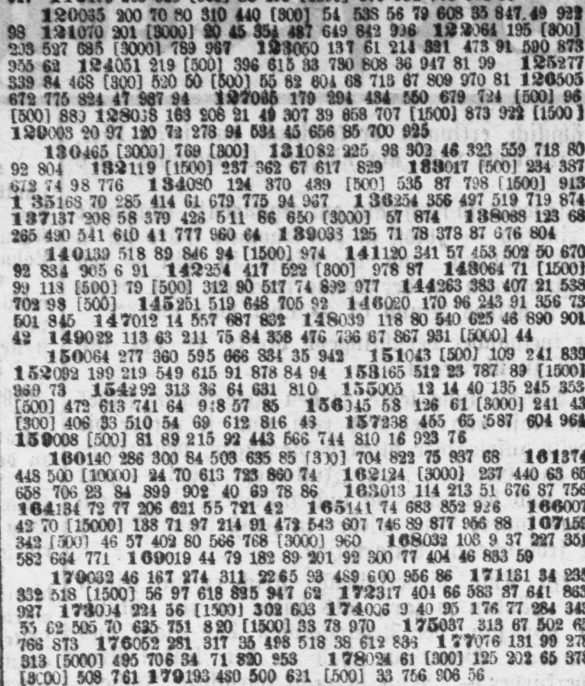 120035 200 70 80 310 440 [300] 54 538 56 79 608 35 847.49 923
98 121070 201 [3000] 20 45 354 487 649 842 996 122064 195 [300]
203 527 685 [3000] 789 967 123050 137 61 214 321 473 91 590 873
955 62 124051 219 [500] 396 615 33 730 808 36 947 81 99 125277
339 84 468 [300] 520 50 [500] 55 82 604 68 713 67 809 970 81 126505
672 775 824 47 987 94 127065 179 294 434 550 679 724 [500] 96
[500] 889 128038 163 208 21 49 307 39 658 707 [1500] 873 922 [1500]
129003 20 97 120 72 278 94 534 45 656 85 700 925
130465 [3000] 769 [300] 131082 225 98 302 46 323 559 718 80
92 804 132119 [1500] 237 362 67 617 829 133017 [500] 234 387
672 74 98 776 134030 124 370 489 [500] 535 87 798 [1500] 913
135168 70 285 414 61 679 775 94 967 136254 356 497 519 719 874
137137 208 58 379 426 511 86 650 [3000] 57 874 138088 123 68
265 490 541 610 41 777 960 64 139033 125 71 78 378 87 676 804
140139 518 89 846 94 [1500] 974 141120 341 57 453 502 50 670
92 834 905 6 91 142254 417 522 [300] 978 87 143064 71 [1500]
99 113 [500] 79 [500] 312 90 517 74 892 977 144263 383 407 21 538
702 98 [500] 145251 519 648 705 92 146020 170 96 243 91 356 73
501 845 147012 14 557 687 832 148039 118 80 540 625 46 890 901
42 149022 113 63 211 75 84 358 476 736 67 867 931 [5000] 44
150064 277 360 595 666 834 35 942 151043 [500] 109 241 839
152092 199 219 549 615 91 878 84 94 153165 512 23 787 89 [1500]
969 73 154292 313 36 64 631 810 155005 12 14 40 135 245 353
[500] 472 613 741 64 918 57 85 156045 58 126 61 [3000] 241 43
[300] 406 33 510 54 69 612 816 43 157238 455 65 587 604 964
159008 [500] 81 89 215 92 443 566 744 810 16 923 76
160140 286 300 84 503 635 85 [300] 704 822 75 937 68 161374
448 500 [10000] 24 70 613 723 860 74 162124 [3000] 237 440 63 65
658 706 23 84 899 902 40 69 78 86 163013 114 213 51 676 87 756
164134 72 77 206 621 55 721 42 165141 74 683 852 926 166007
42 70 [15000] 138 71 97 214 91 472 543 607 746 89 877 956 88 167158
342 [500] 46 57 402 80 566 768 [3000] 960 168032 103 9 37 227 351
582 664 771 169019 44 79 182 89 201 92 300 77 404 46 833 59
170032 46 167 274 311 2265 93 489 600 956 86 171131 34 235
332 518 [1500] 56 97 618 825 947 62 172317 404 66 583 87 641 863
927 173004 224 56 [1500] 302 603 174006 9 40 95 176 77 284 348
55 62 505 70 635 751 820 [1500] 33 78 970 175037 313 67 502 65
766 873 176052 281 317 35 498 518 38 612 836 177076 131 99 273
313 [5000] 495 706 34 71 820 953 178024 61 [300] 125 202 65 373
[3000] 508 761 179193 480 500 621 [500] 33 756 906 56